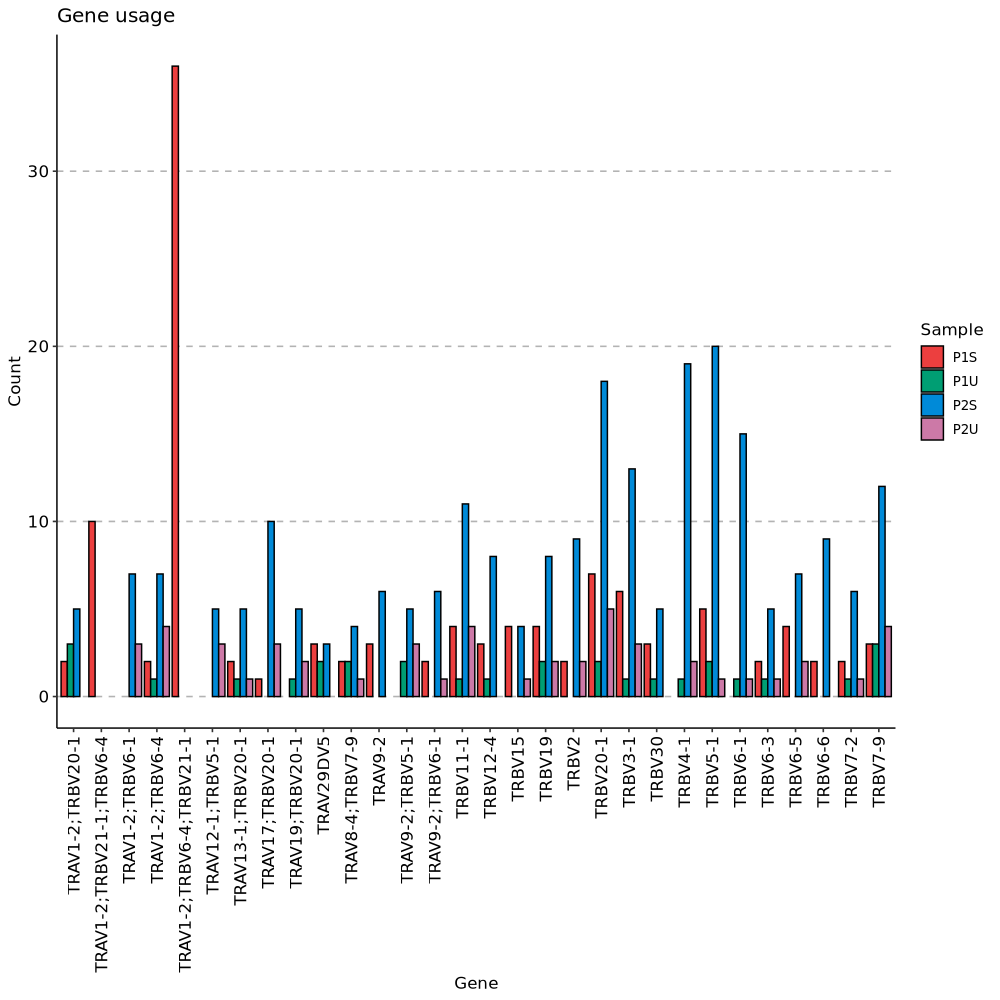 Gene usage
Count
30
20
10
0
TRAV1-2;TRBV20-1
TRAV1-2;TRBV21-1;TRBV6-4
TRAV1-2;TRBV6-1
TRAV1-2;TRBV6-4
TRAV1-2;TRBV6-4;TRBV21-1
TRAV12-1;TRBV5-1
TRAV13-1;TRBV20-1
TRAV17;TRBV20-1
TRAV19;TRBV20-1
TRAV29DV5
TRAV8-4;TRBV7-9
TRAV9-2
TRAV9-2;TRBV5-1
TRAV9-2;TRBV6-1
TRBV11-1
TRBV12-4
TRBV15
TRBV19
TRBV2
TRBV20-1
TRBV3-1
TRBV30
TRBV4-1
TRBV5-1
TRBV6-1
TRBV6-3
TRBV6-5
TRBV6-6
TRBV7-2
TRBV7-9
Gene
Sample
P1S
P1U
P2S
P2U